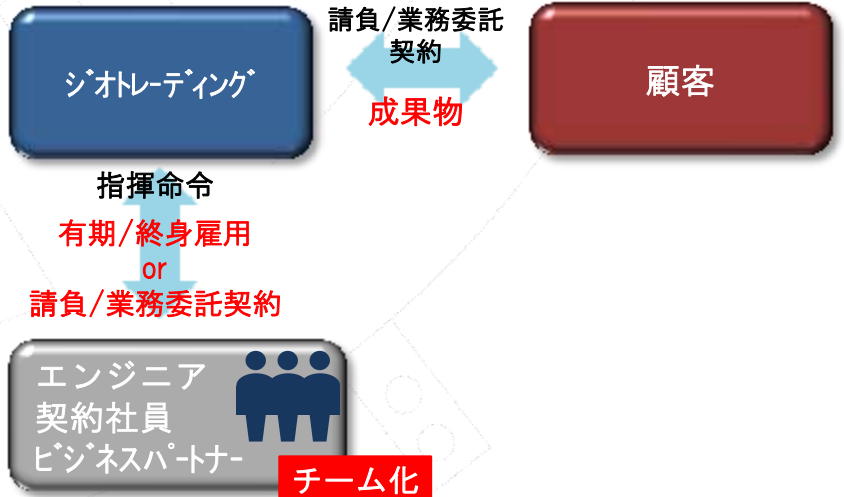 請負/業務委託
契約
ｼﾞｵﾄﾚｰﾃﾞｨﾝｸﾞ
顧客
成果物
指揮命令
有期/終身雇用
or
請負/業務委託契約
エンジニア
契約社員
ﾋﾞｼﾞﾈｽﾊﾟｰﾄﾅｰ
チーム化